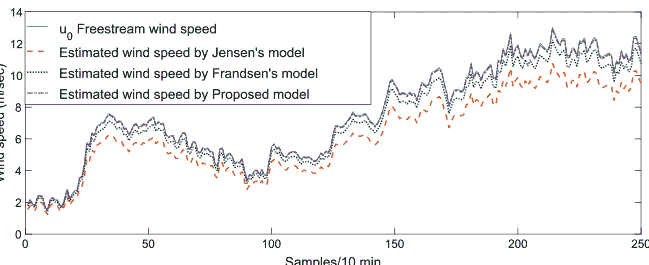 14
12
10
8
6
4
2
0
u0 Freestream wind speed
Estimated wind speed by Jensen's model
Estimated wind speed by Frandsen's model
Estimated wind speed by Proposed model
Wind speed (m/sec)
0
50
100
150
200
250
Samples/10 min